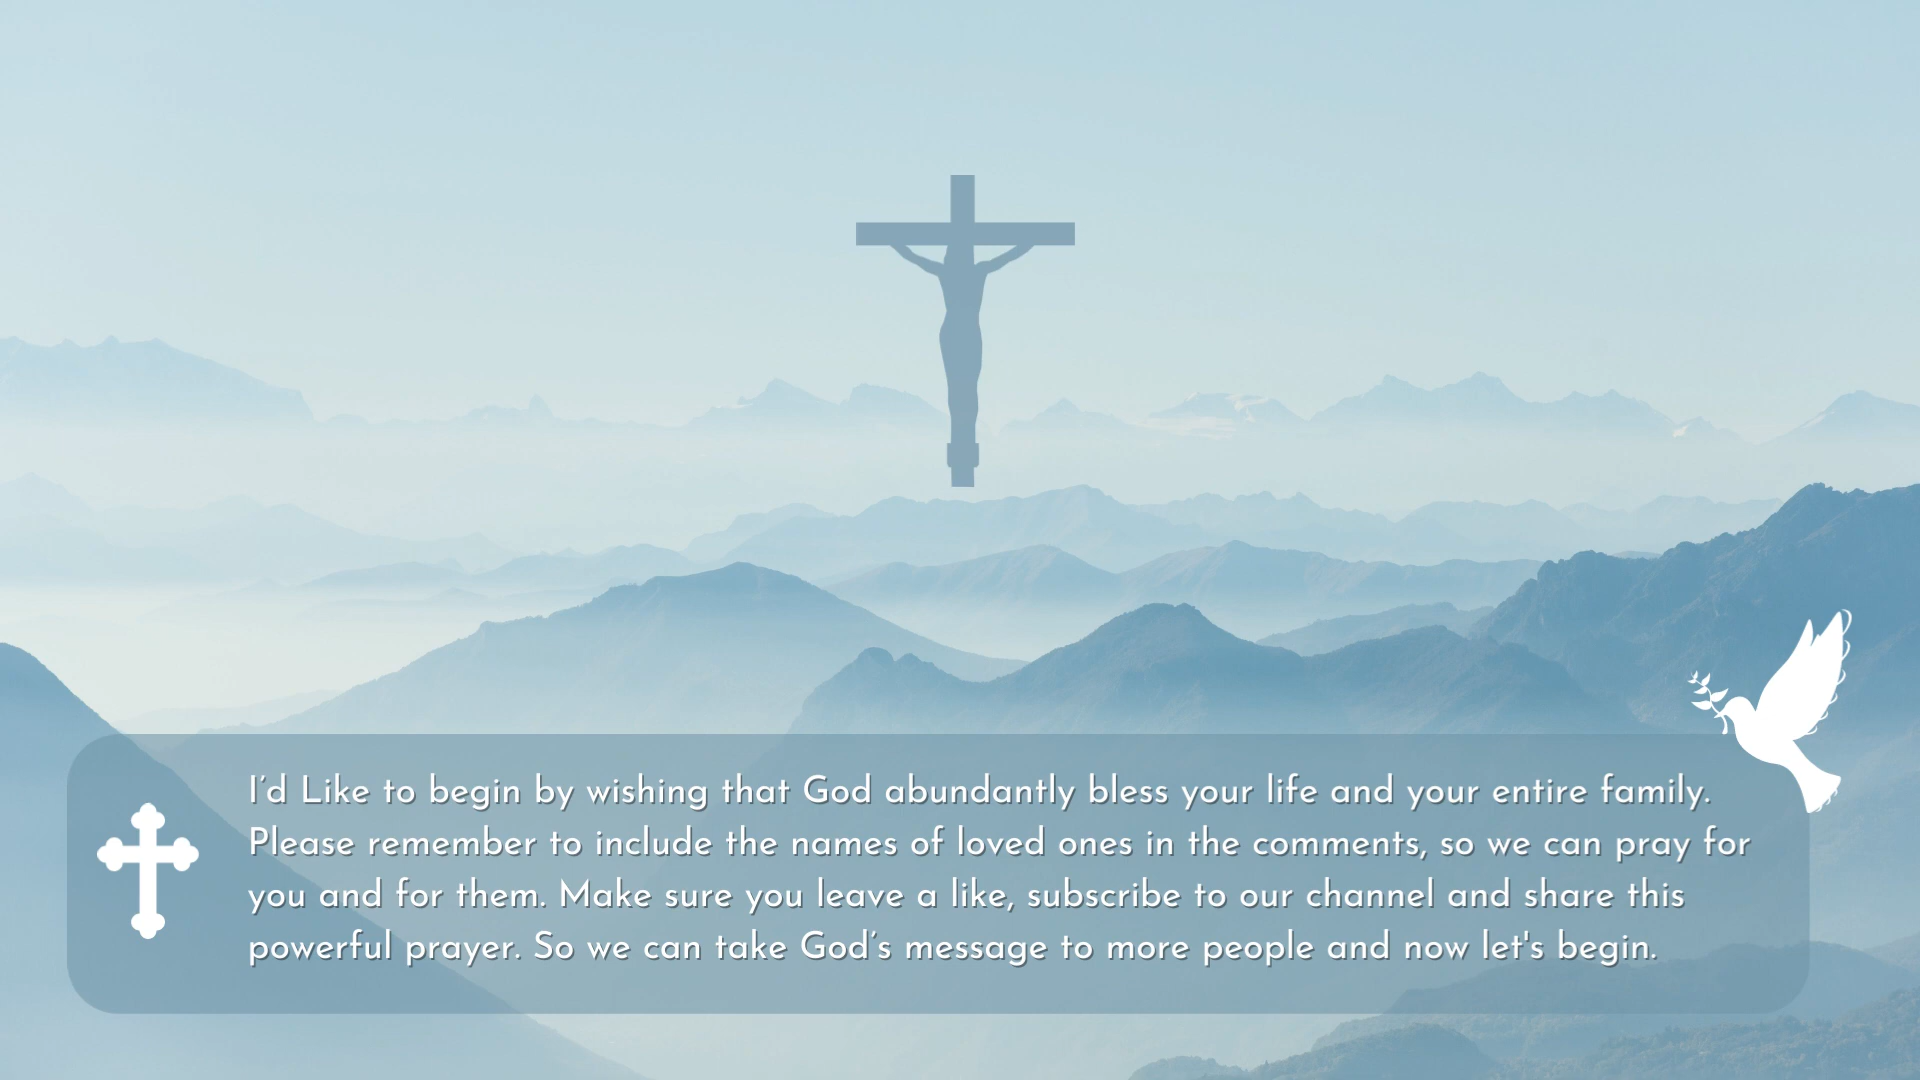 I’d Like to begin by wishing that God abundantly bless your life and your entire family.
Please remember to include the names of loved ones in the comments, so we can pray for
you and for them. Make sure you leave a like, subscribe to our channel and share this
powerful prayer. So we can take God’s message to more people and now let's begin.